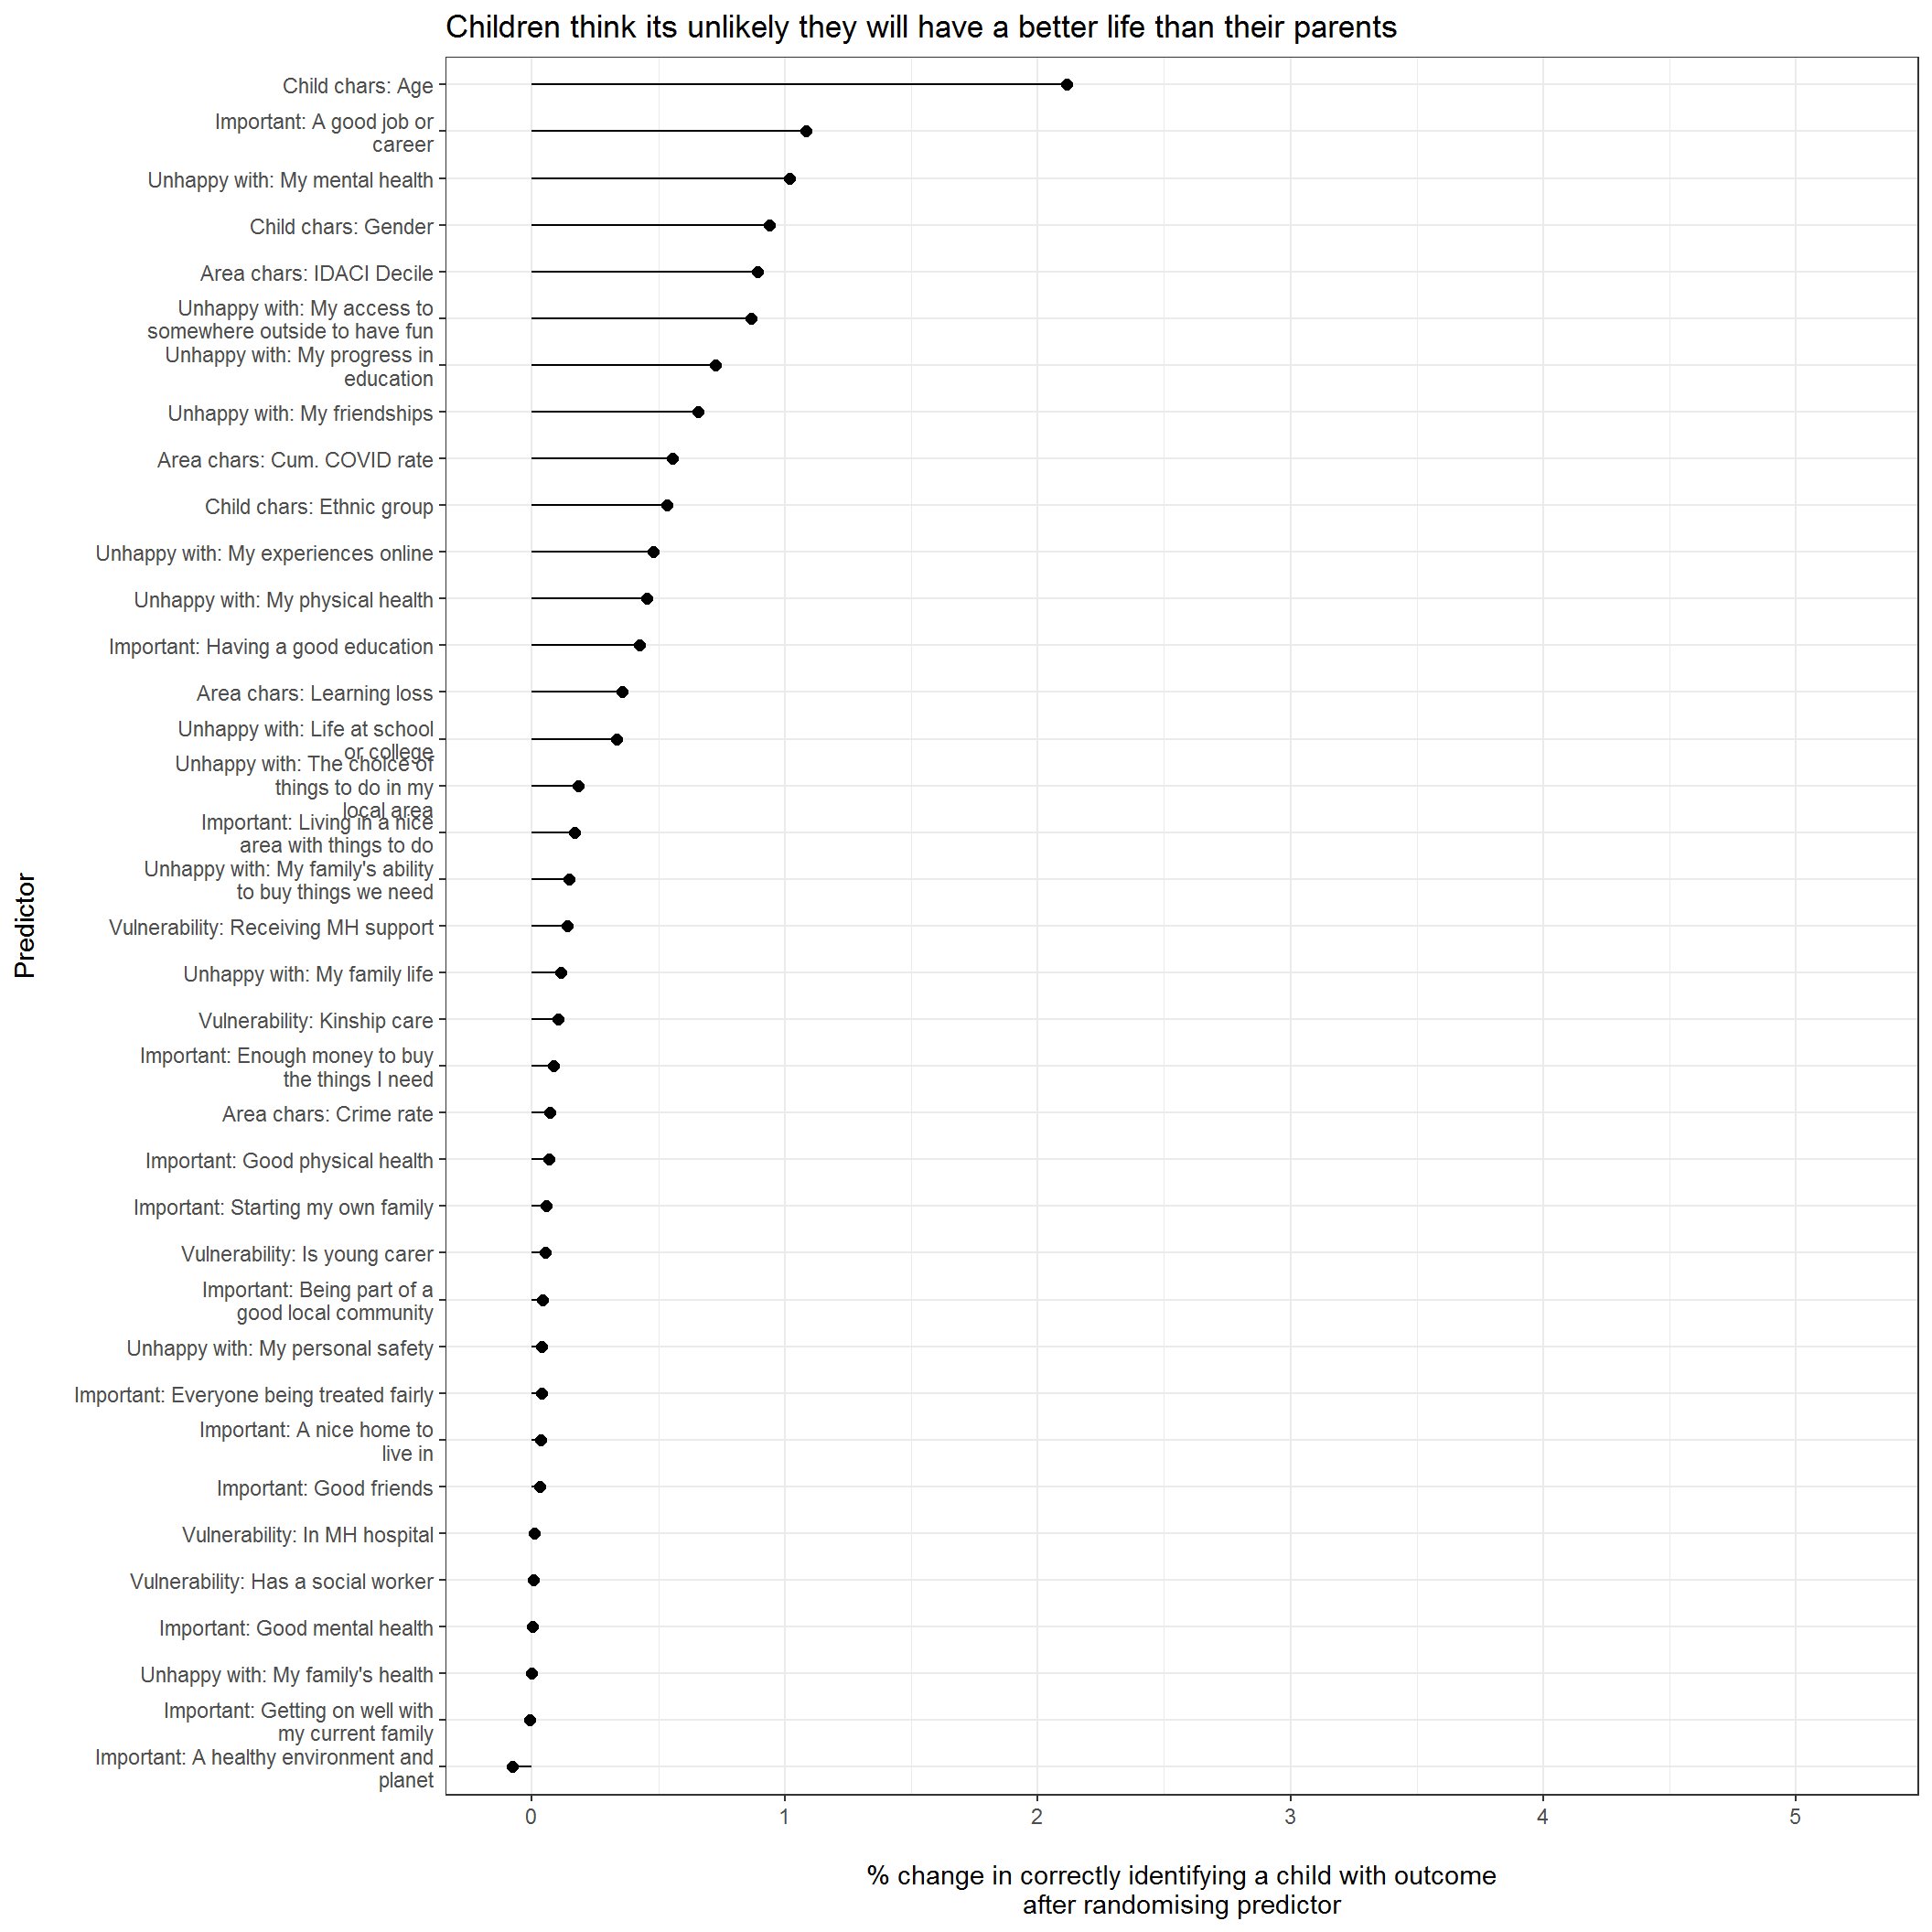 Children think its unlikely they will have a better life than their parents
Child chars: Age
Important: A good job or
career
Unhappy with: My mental health
Child chars: Gender
Area chars: IDACI Decile
Unhappy with: My access to
somewhere outside to have fun
Unhappy with: My progress in
education
Unhappy with: My friendships
Area chars: Cum. COVID rate
Child chars: Ethnic group
Unhappy with: My experiences online
Unhappy with: My physical health
Important: Having a good education
Area chars: Learning loss
Unhappy with: Life at school
or college
Unhappy with: The choice of
things to do in my
local area
Important: Living in a nice
area with things to do
Unhappy with: My family's ability
to buy things we need
Vulnerability: Receiving MH support
Unhappy with: My family life
Vulnerability: Kinship care
Important: Enough money to buy
the things I need
Area chars: Crime rate
Important: Good physical health
Important: Starting my own family
Vulnerability: Is young carer
Important: Being part of a
good local community
Unhappy with: My personal safety
Important: Everyone being treated fairly
Important: A nice home to
live in
Important: Good friends
Vulnerability: In MH hospital
Vulnerability: Has a social worker
Important: Good mental health
Unhappy with: My family's health
Important: Getting on well with
my current family
Important: A healthy environment and
planet
Predictor
0 1 2 3 4 5
% change in correctly identifying a child with outcome
after randomising predictor